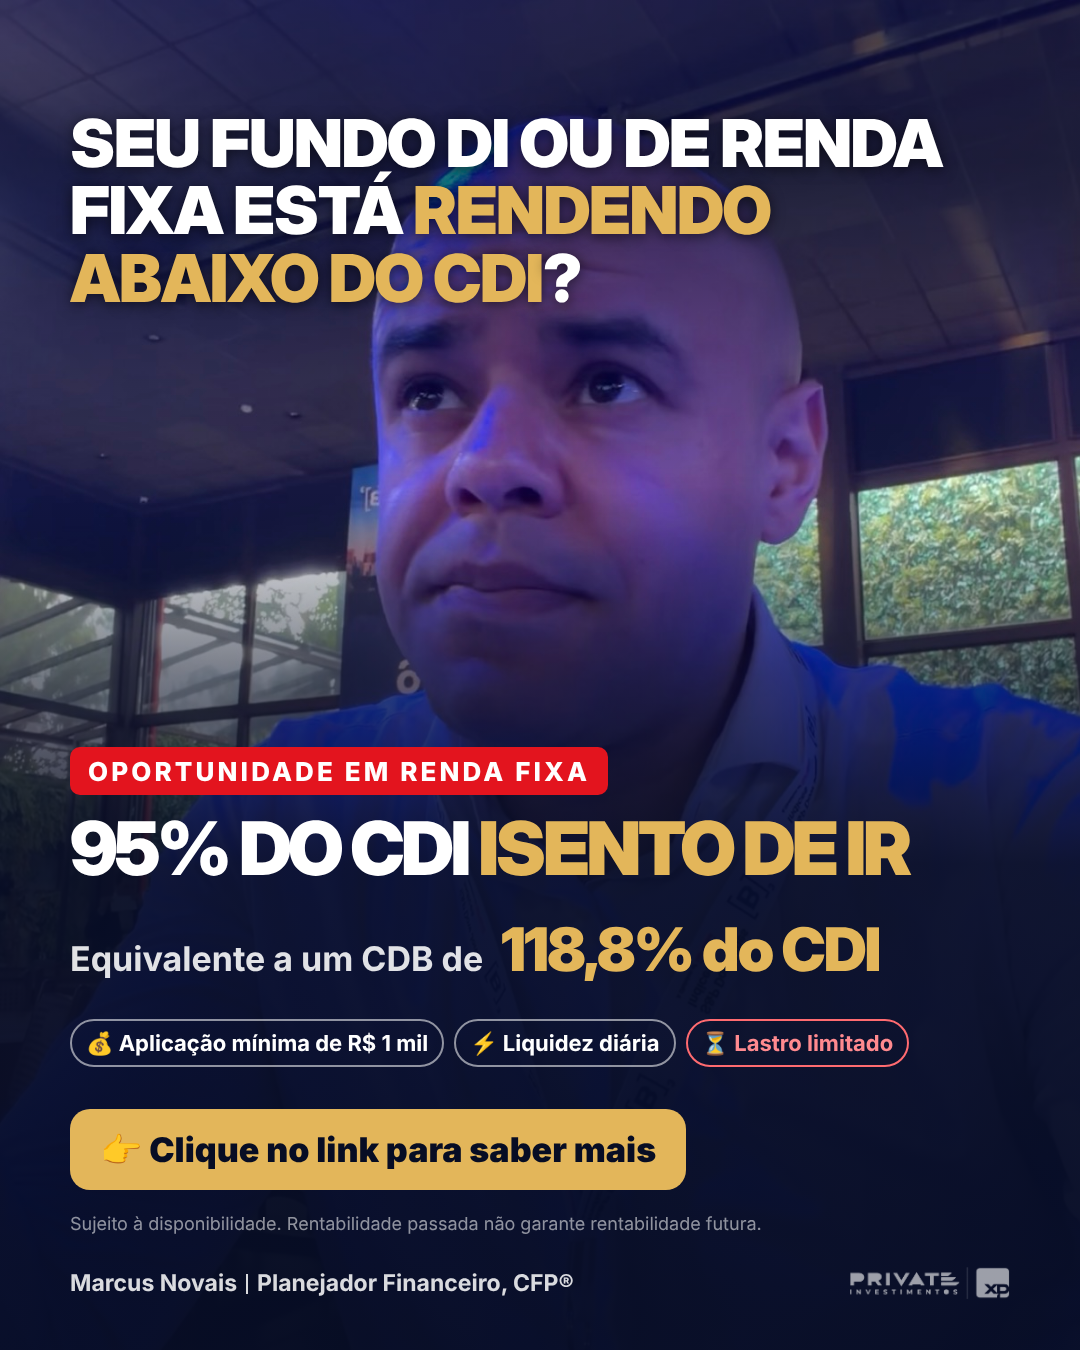 SEU FUNDO DI OU DE RENDA
FIXA ESTÁ RENDENDO
ABAIXO DO CDI?
OPORTUNIDADE EM RENDA FIXA
95% DO CDI ISENTO DE IR
Equivalente a um CDB de 118,8% do CDI
💰 Aplicação mínima de R$ 1 mil
⚡ Liquidez diária
⏳ Lastro limitado
👉 Clique no link para saber mais
Sujeito à disponibilidade. Rentabilidade passada não garante rentabilidade futura.
Marcus Novais | Planejador Financeiro, CFP®
PRIVATE
INVESTIMENTOS
XP